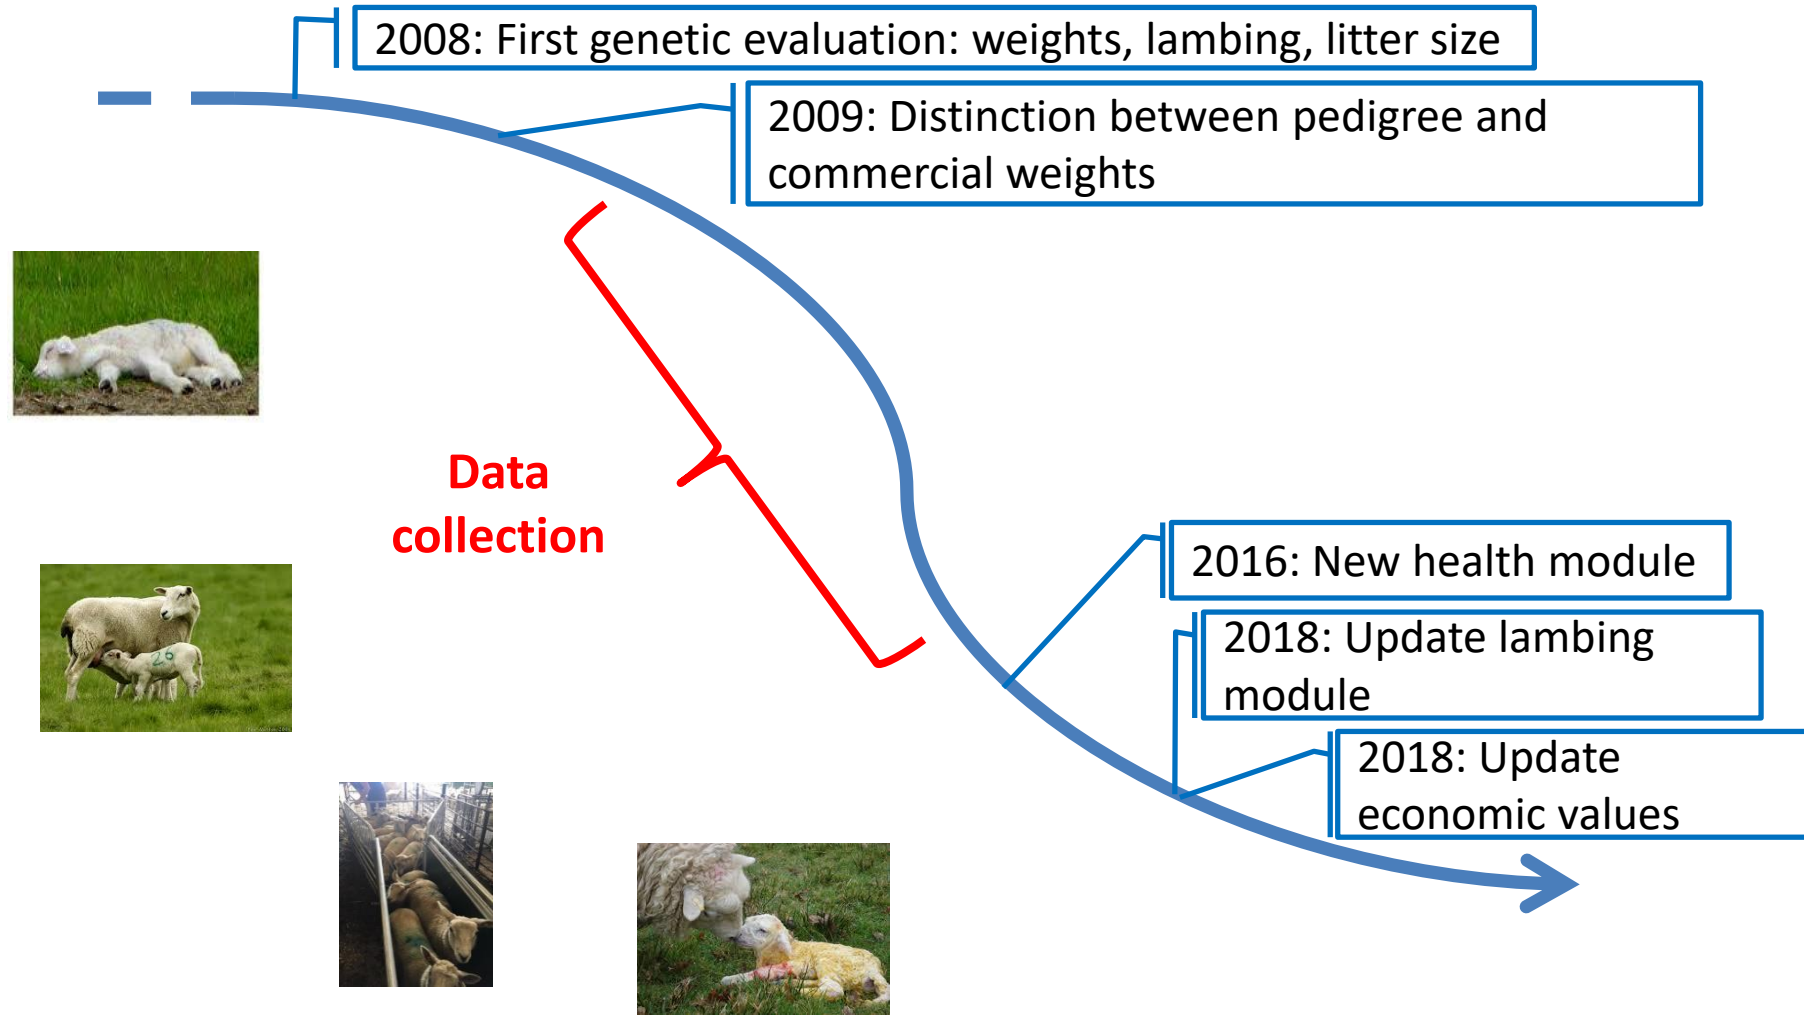 2008: First genetic evaluation: weights, lambing, litter size
2009: Distinction between pedigree and
commercial weights
Data
collection
2016: New health module
2018: Update lambing
module
2018: Update
economic values
26